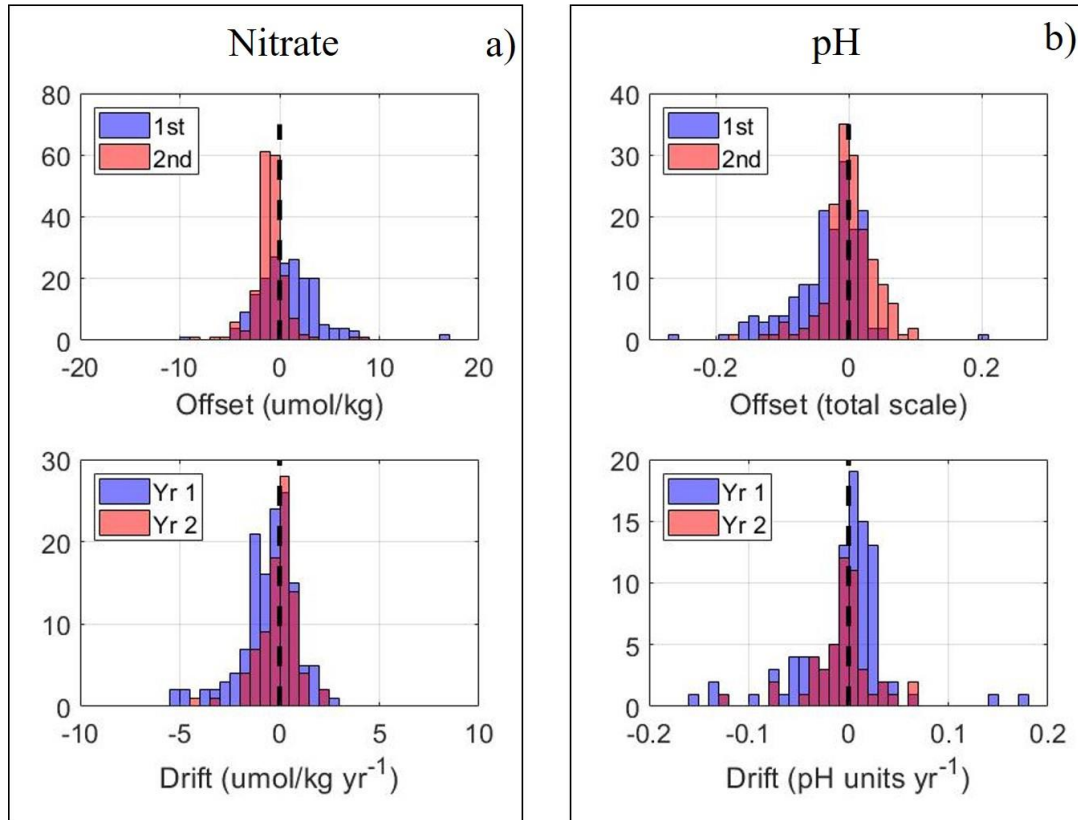 Nitrate a)
80
60
40
20
0
1st
2nd
-20 -10 0 10 20
Offset (umol/kg)
30
20
10
0
Yr 1
Yr 2
-10 -5 0 5 10
Drift (umol/kg yr⁻¹)
pH b)
40
30
20
10
0
1st
2nd
-0.2 0 0.2
Offset (total scale)
20
15
10
5
0
Yr 1
Yr 2
-0.2 -0.1 0 0.1 0.2
Drift (pH units yr⁻¹)